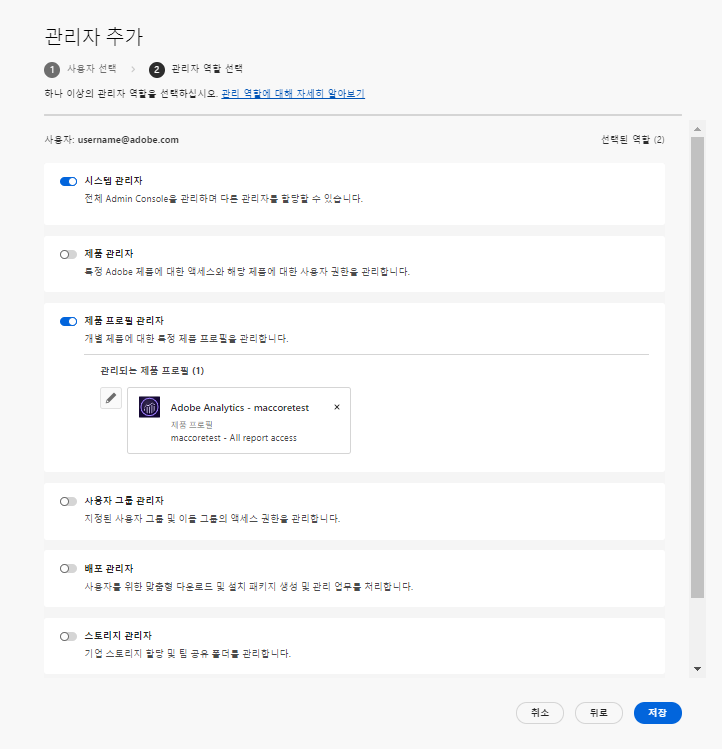 관리자 추가
1 사용자 선택 > 2 관리자 역할 선택
하나 이상의 관리자 역할을 선택하십시오. 관리 역할에 대해 자세히 알아보기
사용자: username@adobe.com 선택된 역할 (2)
시스템 관리자
전체 Admin Console을 관리하며 다른 관리자를 할당할 수 있습니다.
제품 관리자
특정 Adobe 제품에 대한 액세스와 해당 제품에 대한 사용자 권한을 관리합니다.
제품 프로필 관리자
개별 제품에 대한 특정 제품 프로필을 관리합니다.
관리되는 제품 프로필 (1)
Adobe Analytics - maccoretest ×
제품 프로필
maccoretest - All report access
사용자 그룹 관리자
지정된 사용자 그룹 및 이들 그룹의 액세스 권한을 관리합니다.
배포 관리자
사용자를 위한 맞춤형 다운로드 및 설치 패키지 생성 및 관리 업무를 처리합니다.
스토리지 관리자
기업 스토리지 할당 및 팀 공유 폴더를 관리합니다.
취소 뒤로 저장